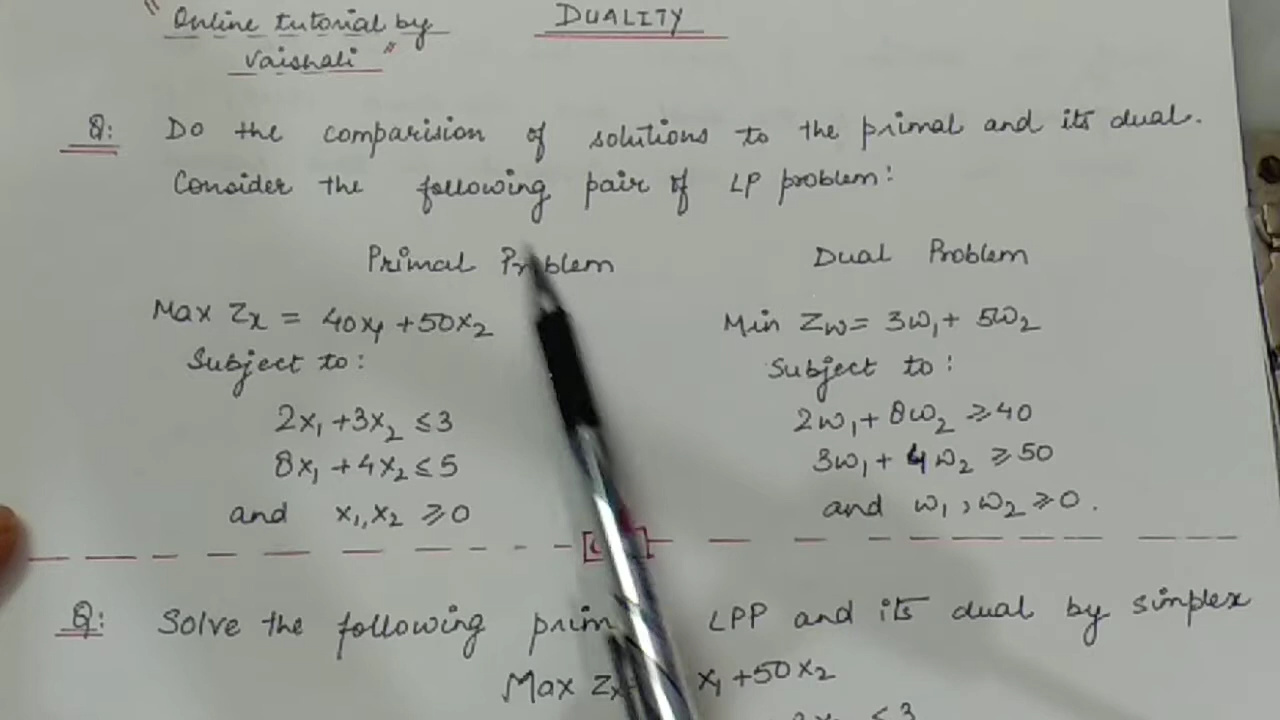 "Online tutorial by
Vaishali"
DUALITY
Q: Do the comparision of solutions to the primal and its dual.
Consider the following pair of LP problem:
Primal Problem
Max Zx = 40x1 + 50x2
Subject to:
2x1 + 3x2 ≤ 3
8x1 + 4x2 ≤ 5
and x1, x2 ≥ 0
Dual Problem
Min Zw = 3w1 + 5w2
Subject to:
2w1 + 8w2 ≥ 40
3w1 + 4w2 ≥ 50
and w1, w2 ≥ 0.
Q: Solve the following LPP and its dual by simplex
Max x1 + 50x2
≤ 3